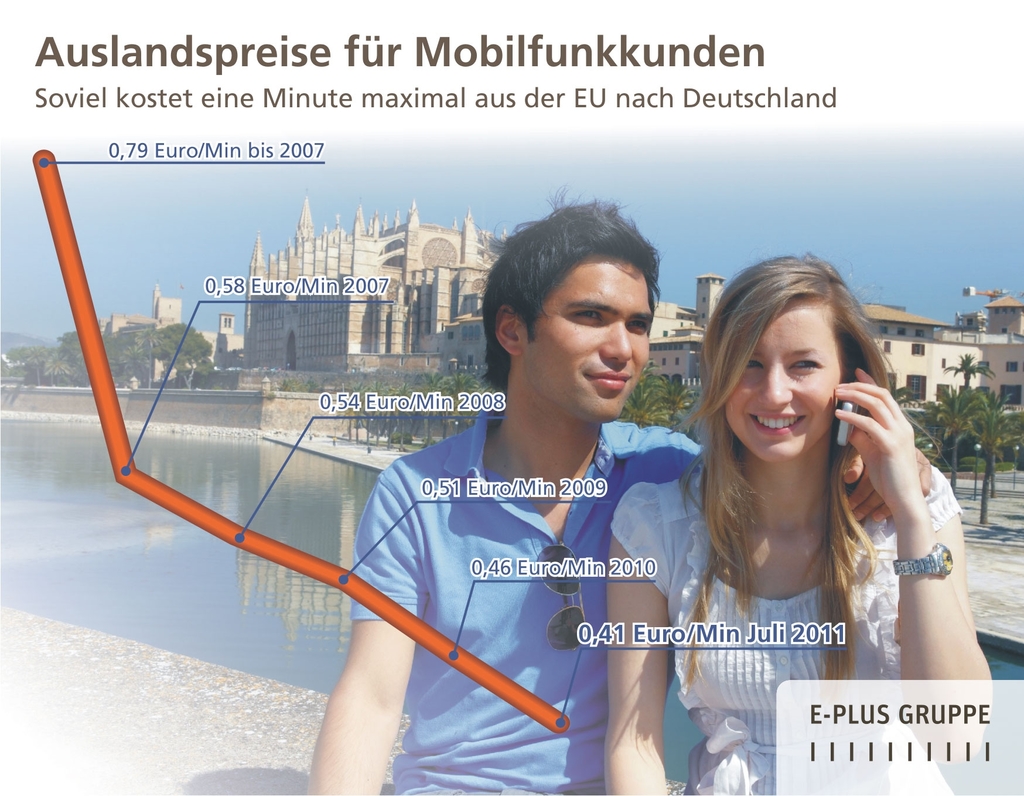 Auslandspreise für Mobilfunkkunden
Soviel kostet eine Minute maximal aus der EU nach Deutschland
0,79 Euro/Min bis 2007
0,58 Euro/Min 2007
0,54 Euro/Min 2008
0,51 Euro/Min 2009
0,46 Euro/Min 2010
0,41 Euro/Min Juli 2011
E-PLUS GRUPPE